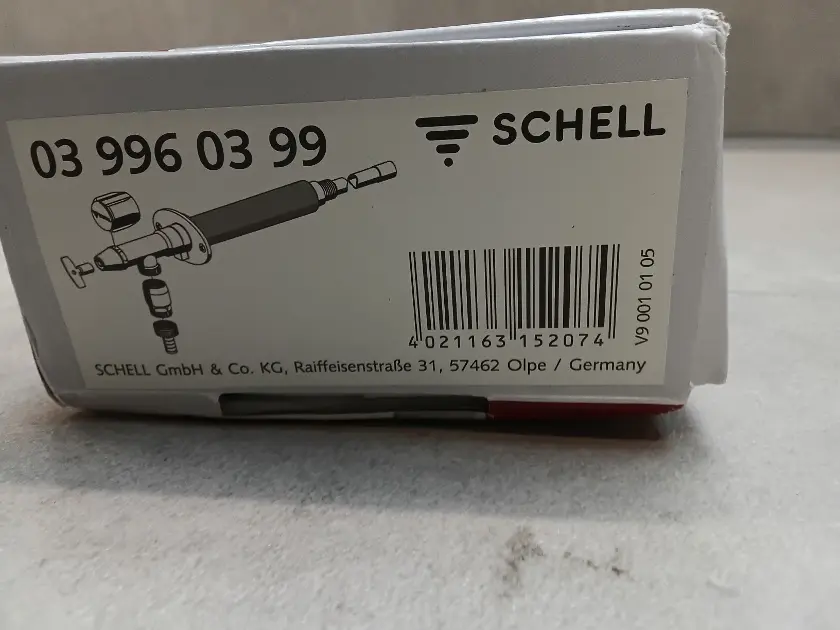 03 996 03 99
SCHELL
4 021163 152074
V9 001 01 05
SCHELL GmbH & Co. KG, Raiffeisenstraße 31, 57462 Olpe / Germany